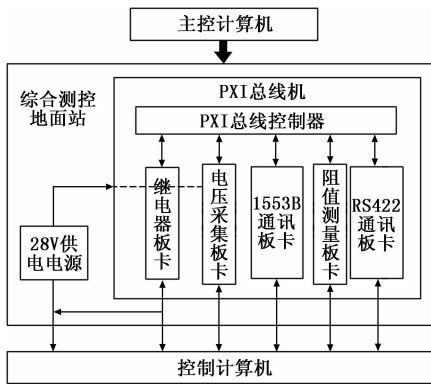 主控计算机
综合测控
地面站
PXI总线机
PXI总线控制器
28V供
电电源
继电器板卡
电压采集板卡
1553B
通讯
板卡
阻值测量板卡
RS422
通讯
板卡
控制计算机